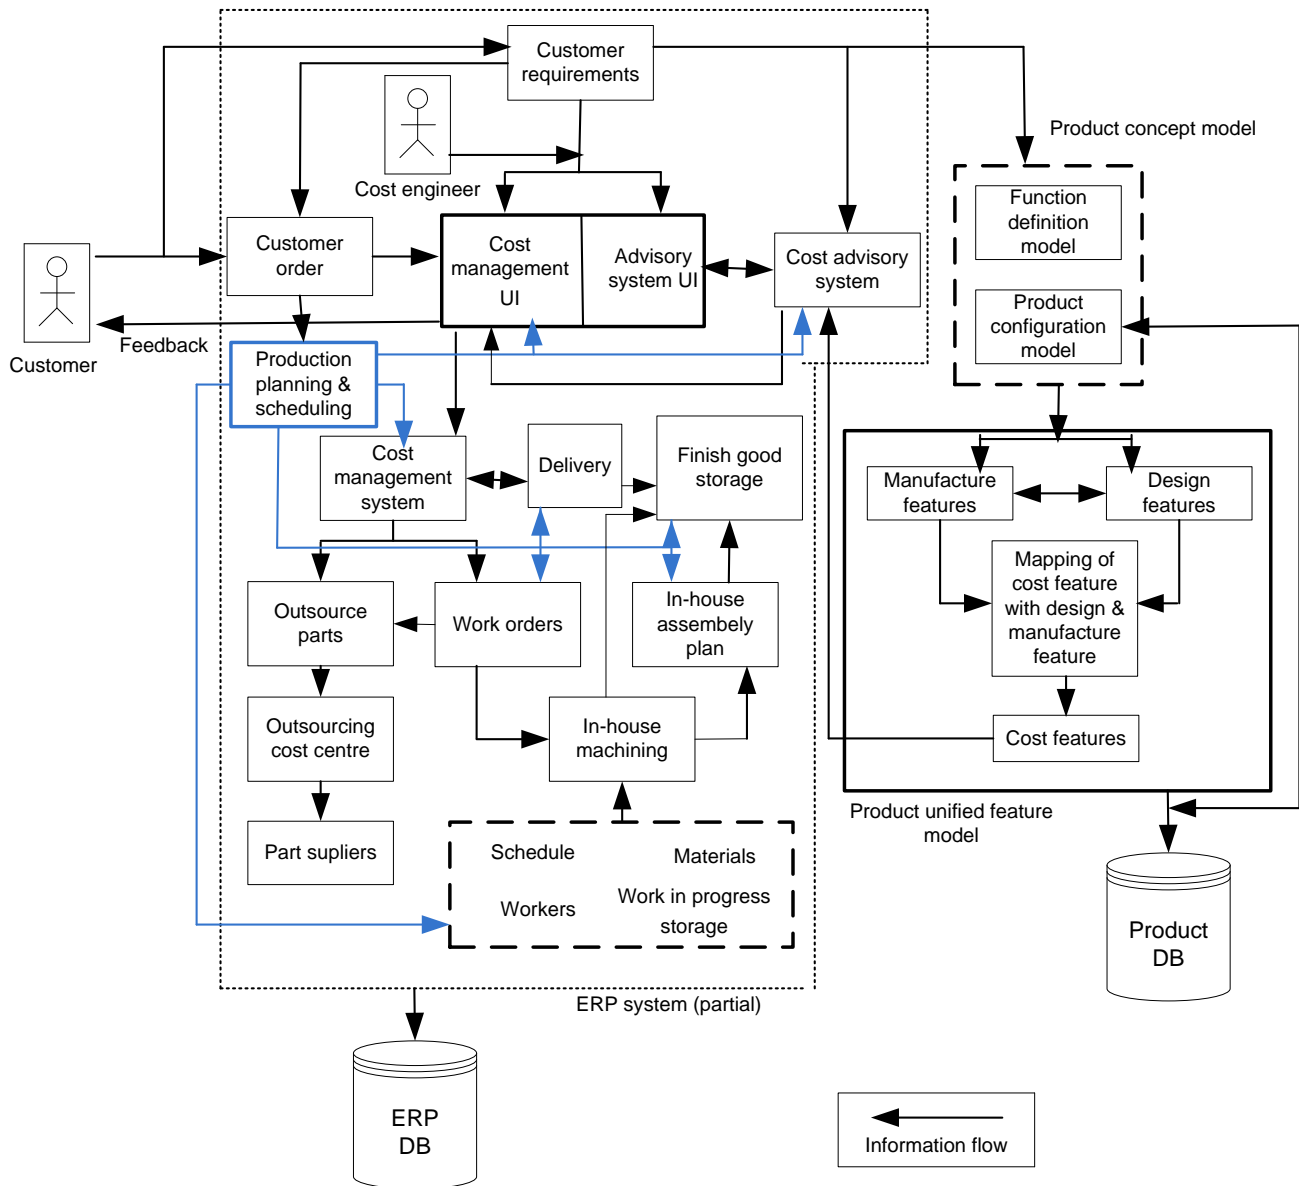 Customer
requirements
Product concept model
Cost engineer
Function
definition
model
Customer
order
Cost
management
UI
Advisory
system UI
Cost advisory
system
Product
configuration
model
Customer
Feedback
Production
planning &
scheduling
Cost
management
system
Delivery
Finish good
storage
Manufacture
features
Design
features
Outsource
parts
Work orders
In-house
assembely
plan
Mapping of
cost feature
with design &
manufacture
feature
Outsourcing
cost centre
In-house
machining
Cost features
Part supliers
Schedule
Materials
Workers
Work in progress
storage
Product unified feature
model
Product
DB
ERP system (partial)
ERP
DB
Information flow